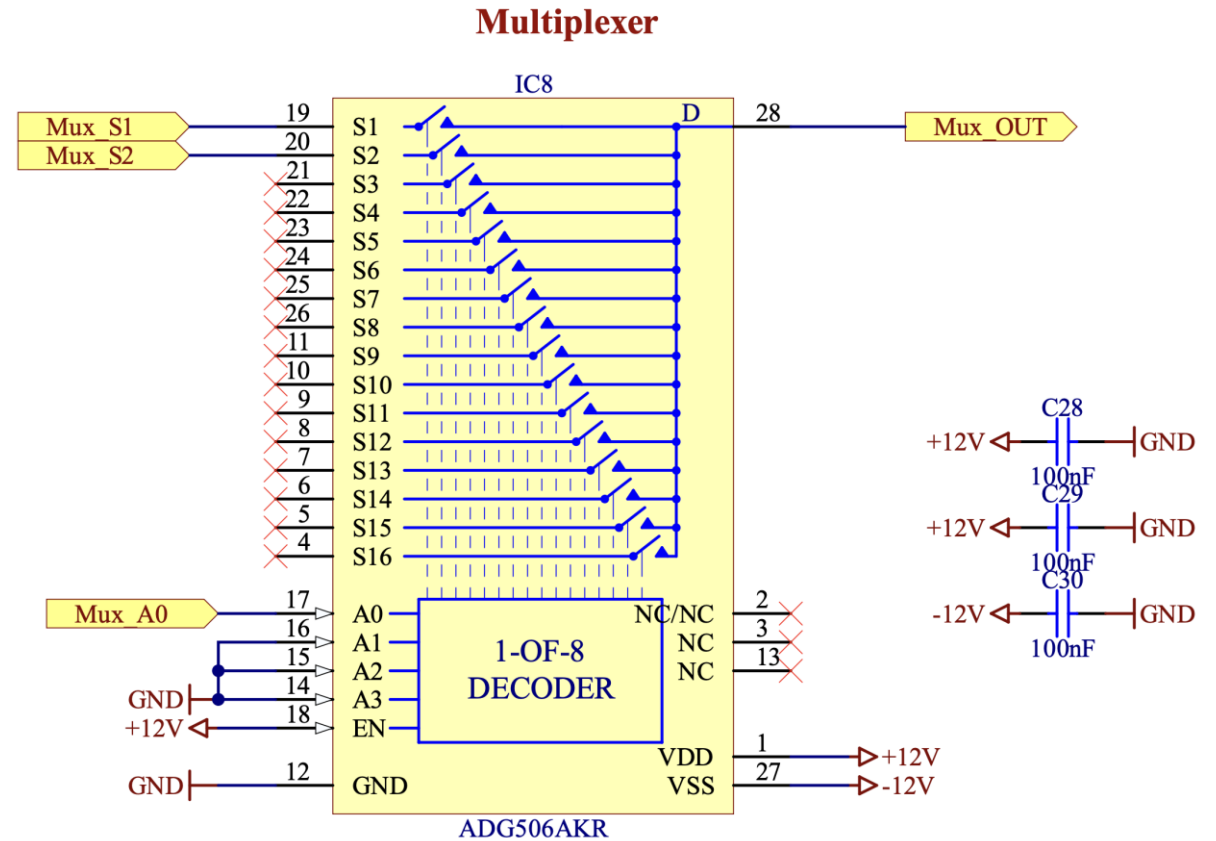 Multiplexer
IC8
Mux_S1 19 S1 D 28 Mux_OUT
Mux_S2 20 S2
21 S3
22 S4
23 S5
24 S6
25 S7
26 S8
11 S9
10 S10
9 S11
8 S12
7 S13
6 S14
5 S15
4 S16
C28
+12V GND
100nF
C29
+12V GND
100nF
C30
-12V GND
100nF
Mux_A0 17 A0 NC/NC 2
16 A1 NC 3
15 A2 NC 13
GND 14 A3
+12V 18 EN
1-OF-8
DECODER
VDD 1 +12V
GND 12 GND VSS 27 -12V
ADG506AKR